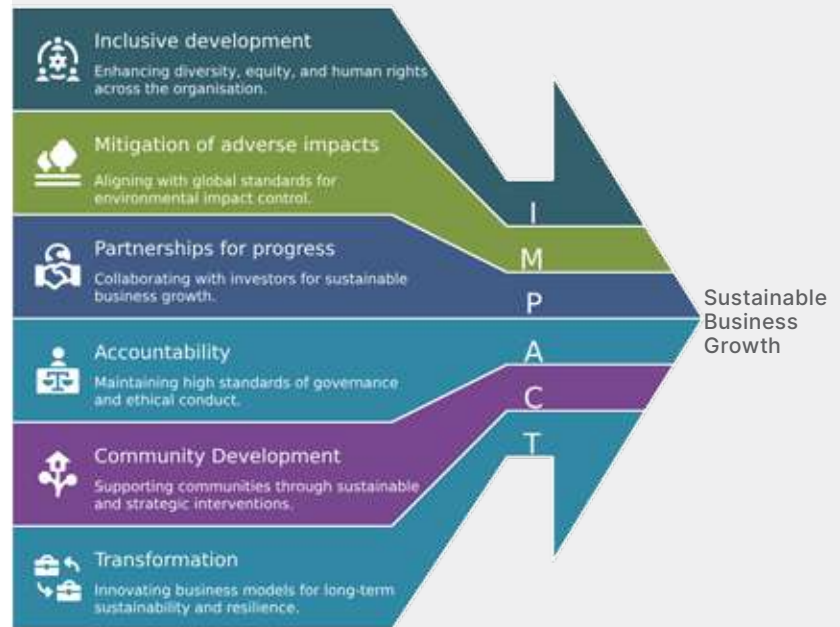 Inclusive development
Enhancing diversity, equity, and human rights
across the organisation.
Mitigation of adverse impacts
Aligning with global standards for
environmental impact control.
Partnerships for progress
Collaborating with investors for sustainable
business growth.
Accountability
Maintaining high standards of governance
and ethical conduct.
Community Development
Supporting communities through sustainable
and strategic interventions.
Transformation
Innovating business models for long-term
sustainability and resilience.
I
M
P
A
C
T
Sustainable
Business
Growth